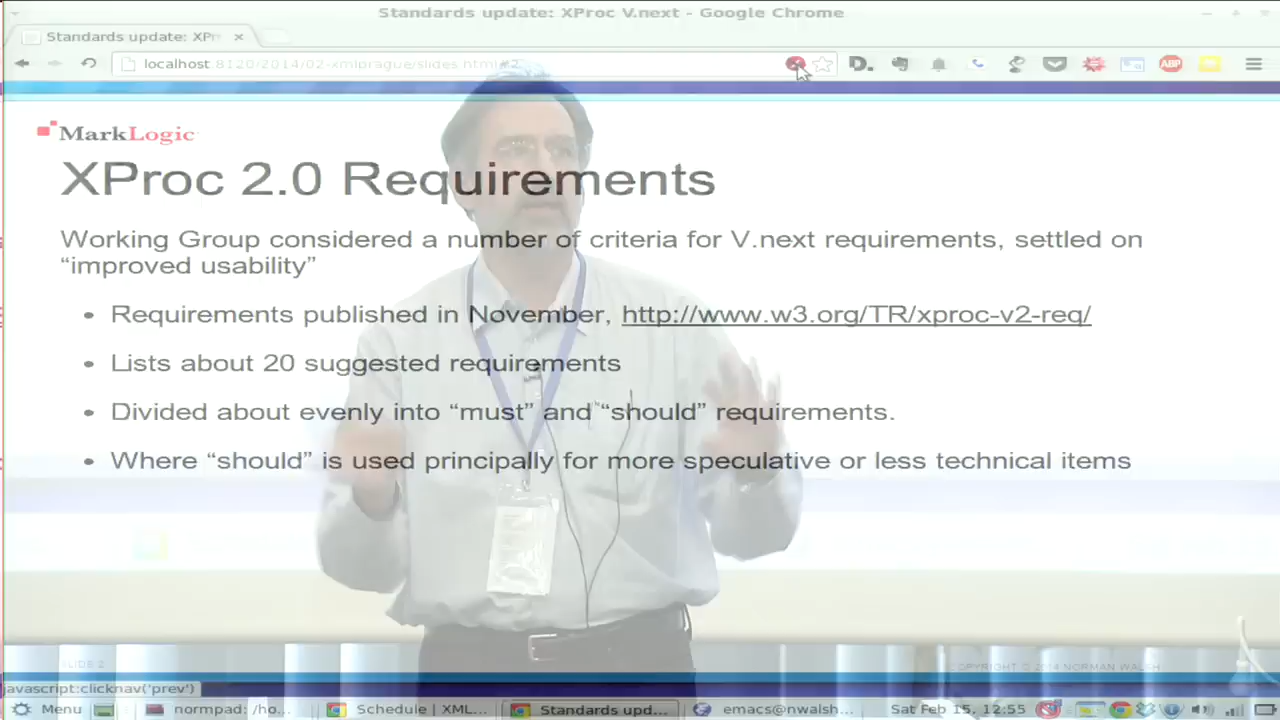 Standards update: XProc V.next - Google Chrome
Standards update: XPr
localhost:8120/2014/02-xmlprague/slides.html#2
D.
ABP
MarkLogic
XProc 2.0 Requirements
Working Group considered a number of criteria for V.next requirements, settled on
“improved usability”
• Requirements published in November, http://www.w3.org/TR/xproc-v2-req/
• Lists about 20 suggested requirements
• Divided about evenly into “must” and “should” requirements.
• Where “should” is used principally for more speculative or less technical items
SLIDE 2
COPYRIGHT © 2014 NORMAN WALSH
javascript:clicknav('prev')
Menu
normpad: /ho...
Schedule | XML...
Standards upd...
emacs@nwalsh...
Sat Feb 15, 12:55